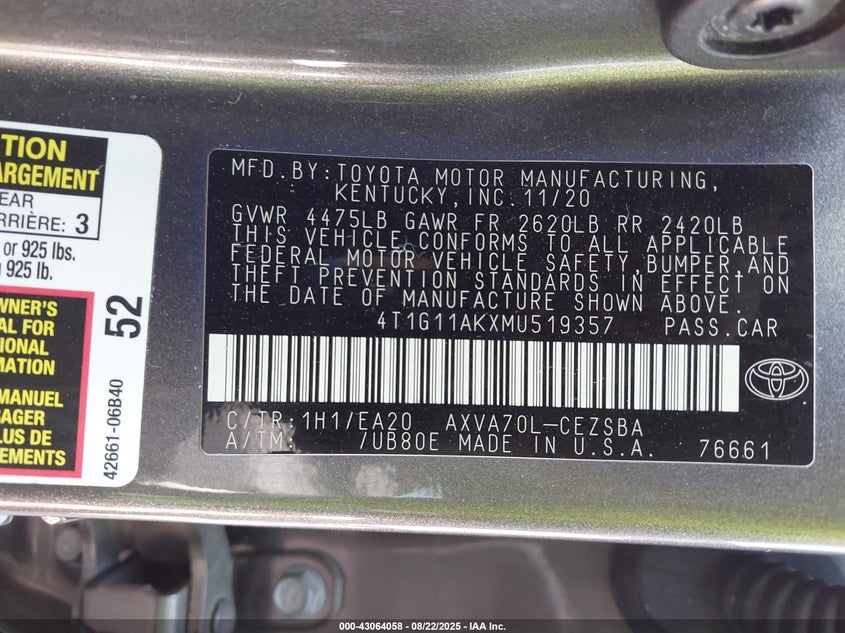 TION
ARGEMENT
EAR
ARRIÈRE: 3
or 925 lbs.
925 lb.
WNER'S
AL FOR
IONAL
MATION
MANUEL
SAGER
PLUS DE
EMENTS
52
42661-06B40
MFD.BY:TOYOTA MOTOR MANUFACTURING,
KENTUCKY,INC.11/20
GVWR 4475LB GAWR FR 2620LB RR 2420LB
THIS VEHICLE CONFORMS TO ALL APPLICABLE
FEDERAL MOTOR VEHICLE SAFETY,BUMPER,AND
THEFT PREVENTION STANDARDS IN EFFECT ON
THE DATE OF MANUFACTURE SHOWN ABOVE.
4T1G11AKXMU519357 PASS.CAR
C/TR:1H1/EA20 AXVA70L-CEZSBA
A/TM: 7UB80E MADE IN U.S.A. 76661
000-43064058 - 08/22/2025 - IAA Inc.